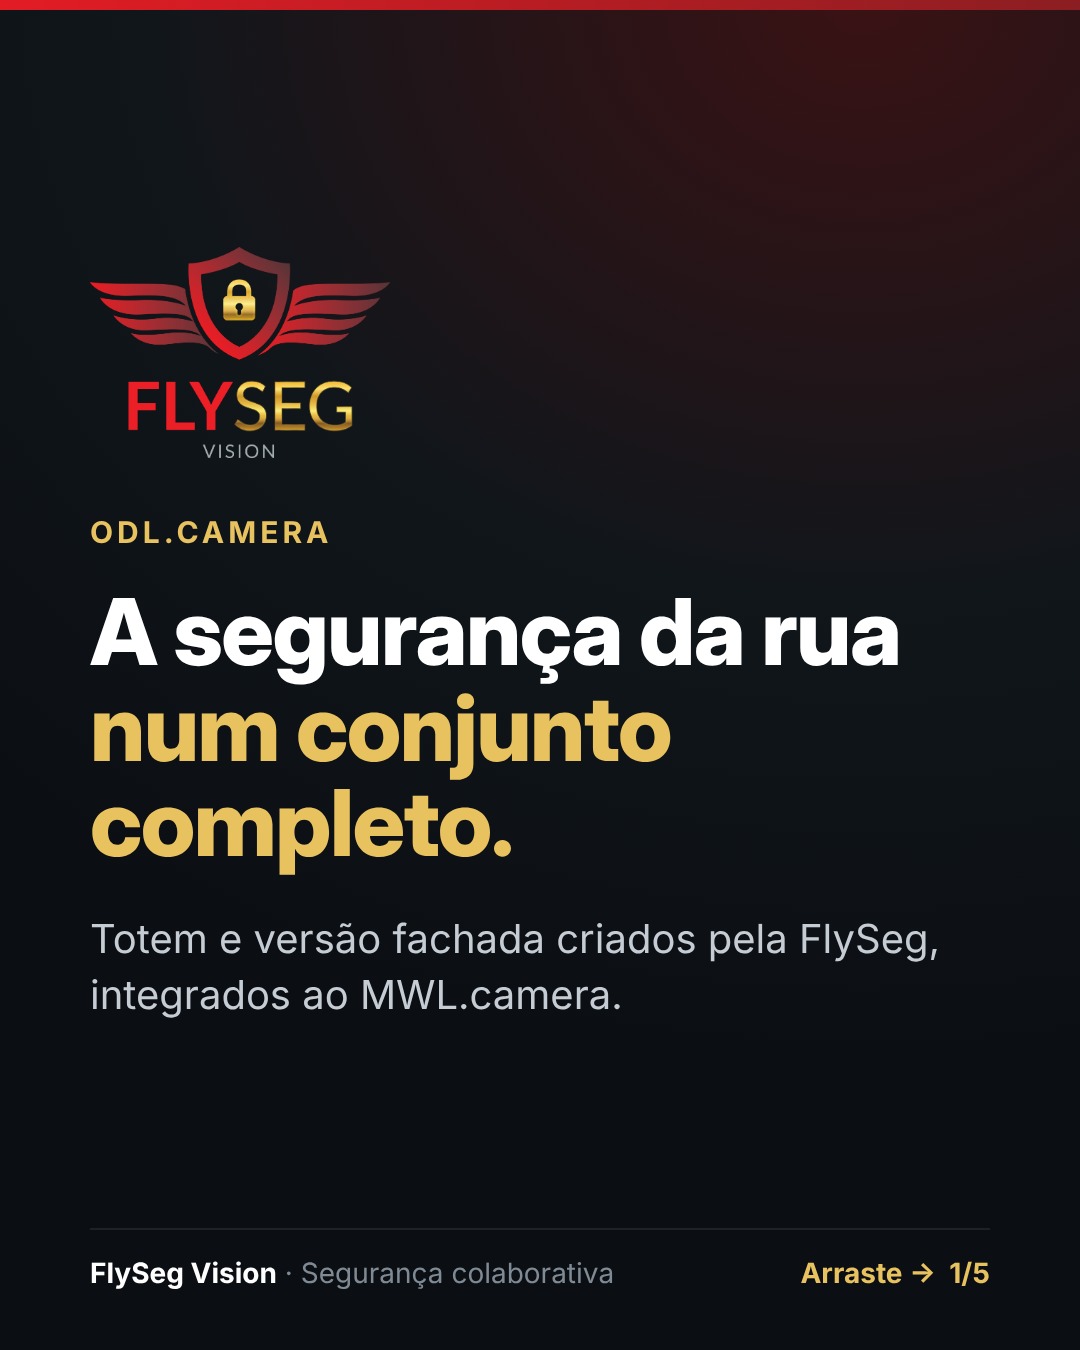 FLYSEG
VISION
ODL.CAMERA
A segurança da rua
num conjunto
completo.
Totem e versão fachada criados pela FlySeg,
integrados ao MWL.camera.
FlySeg Vision · Segurança colaborativa
Arraste → 1/5